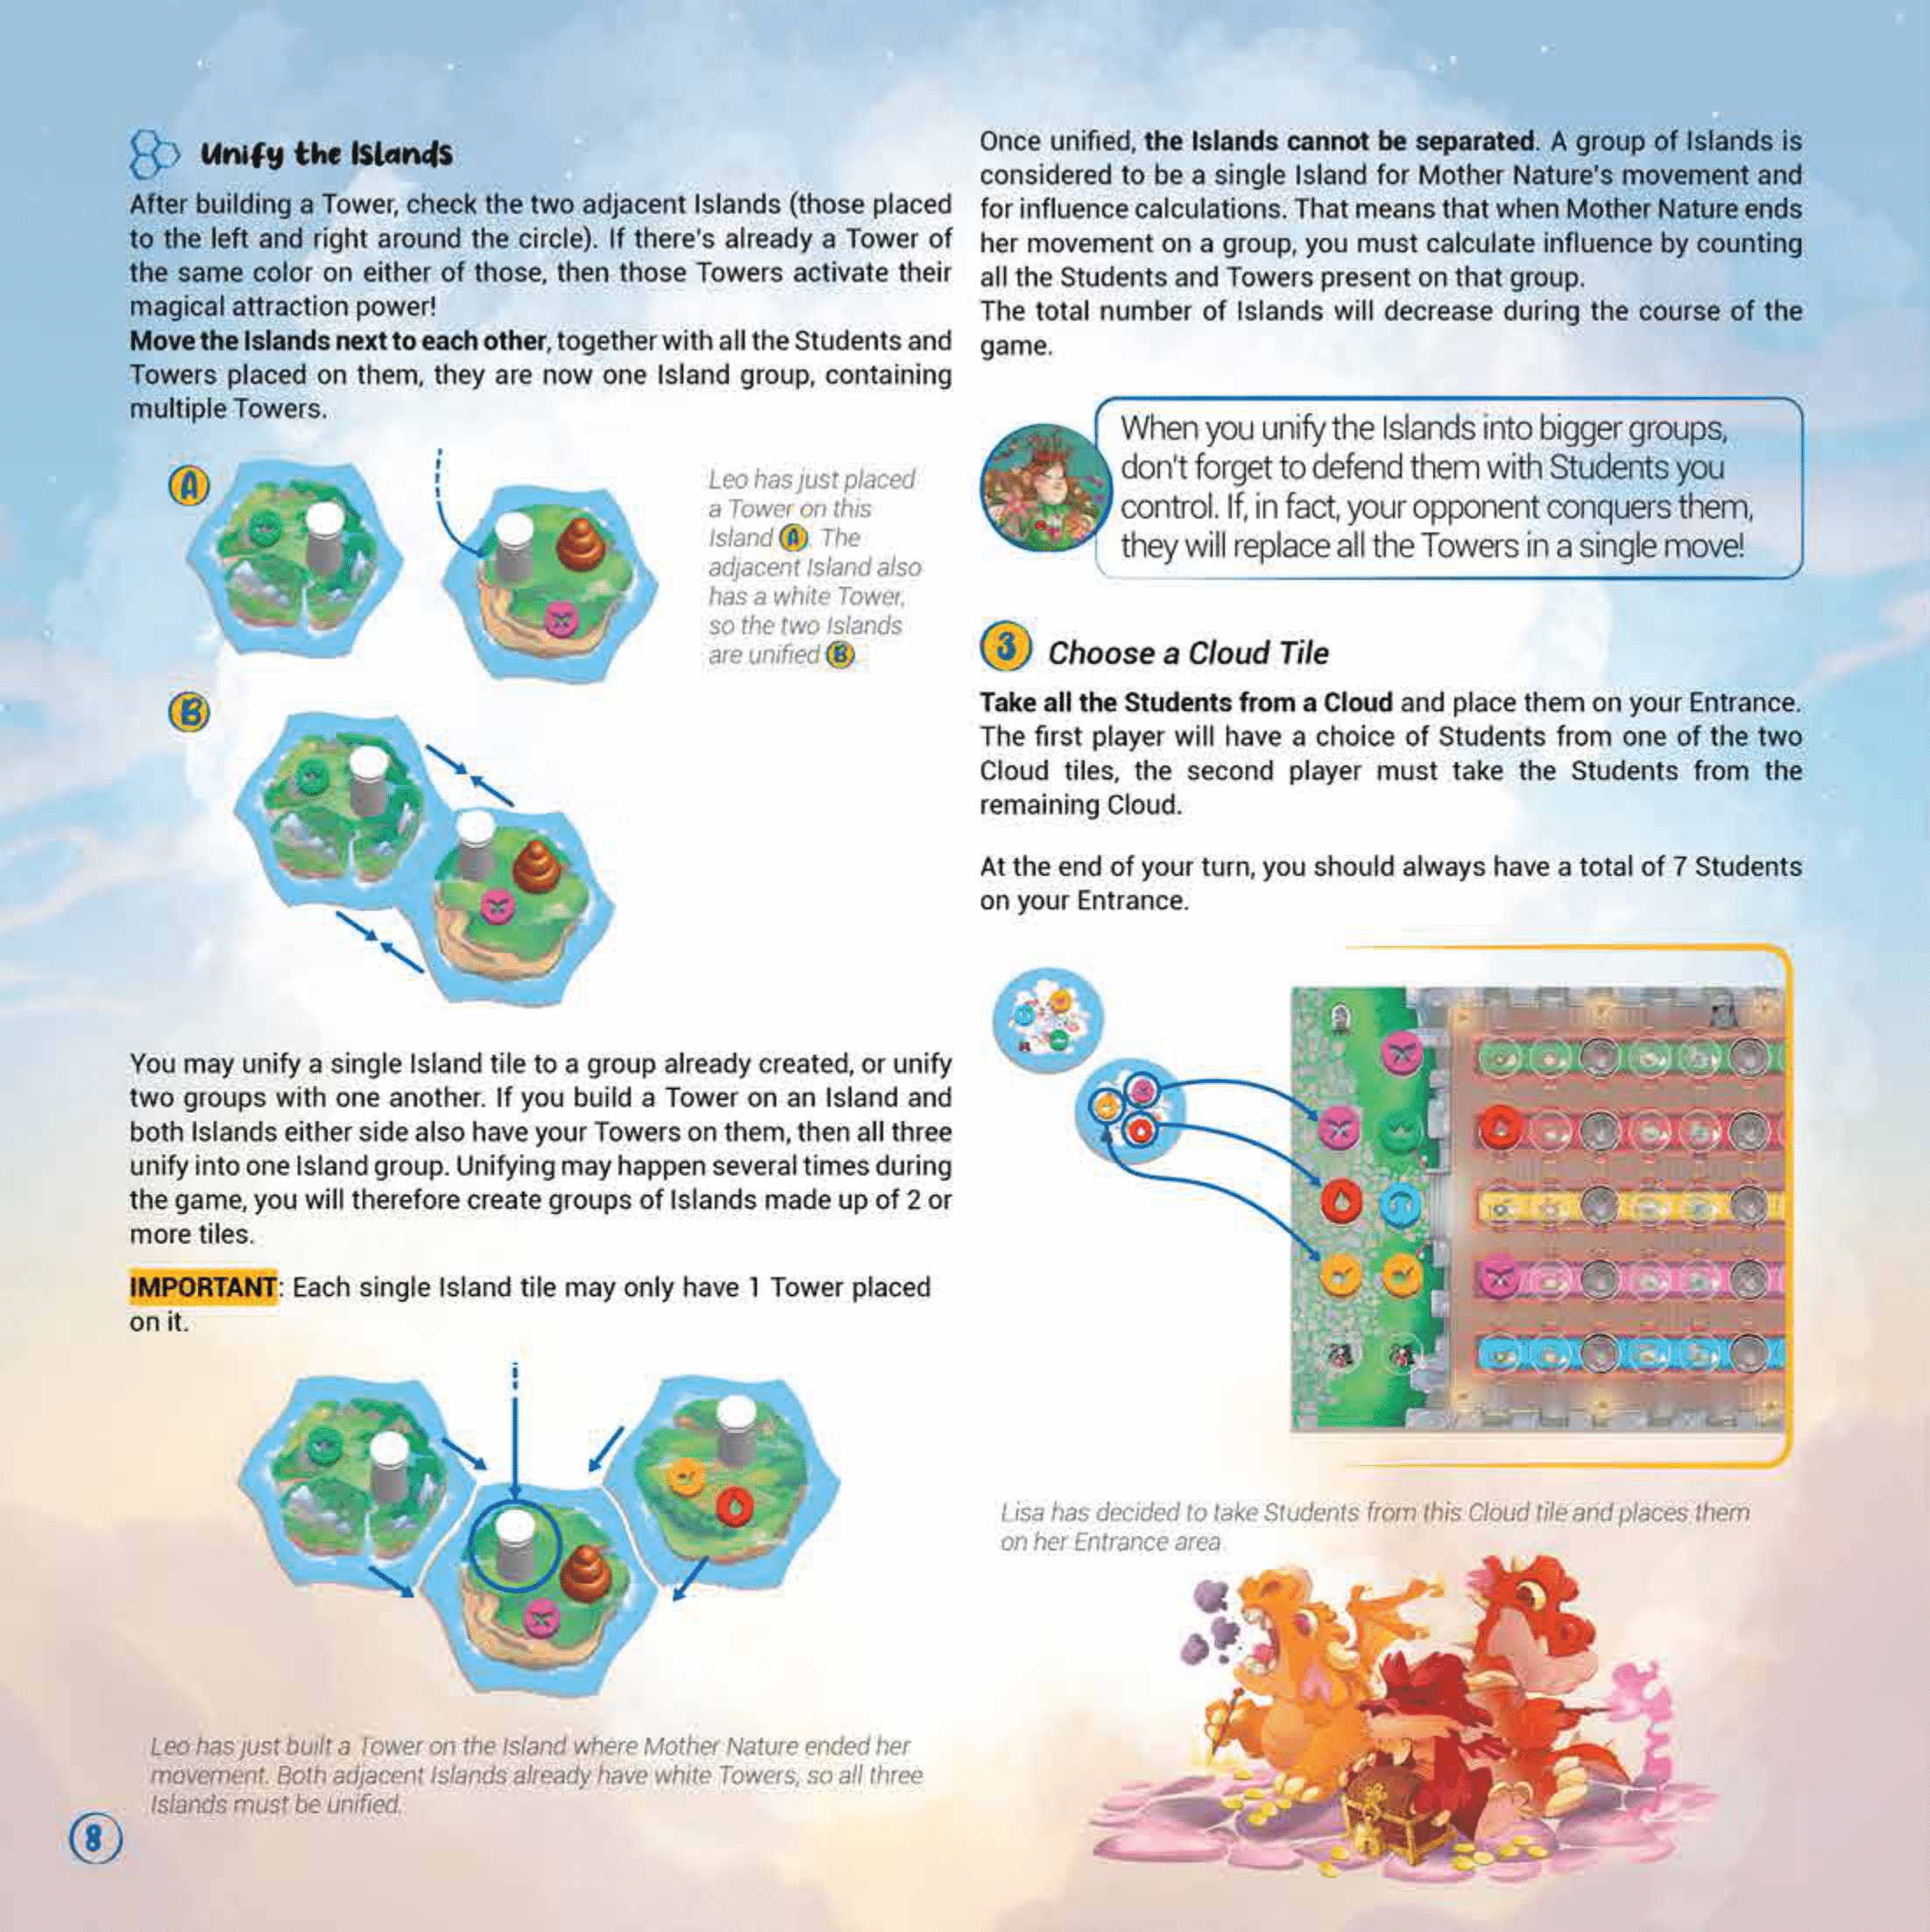 Unify the Islands
After building a Tower, check the two adjacent Islands (those placed
to the left and right around the circle). If there's already a Tower of
the same color on either of those, then those Towers activate their
magical attraction power!
Move the Islands next to each other, together with all the Students and
Towers placed on them, they are now one Island group, containing
multiple Towers.
A
Leo has just placed
a Tower on this
Island A. The
adjacent Island also
has a white Tower,
so the two Islands
are unified B.
B
You may unify a single Island tile to a group already created, or unify
two groups with one another. If you build a Tower on an Island and
both Islands either side also have your Towers on them, then all three
unify into one Island group. Unifying may happen several times during
the game, you will therefore create groups of Islands made up of 2 or
more tiles.
IMPORTANT: Each single Island tile may only have 1 Tower placed
on it.
Leo has just built a Tower on the Island where Mother Nature ended her
movement. Both adjacent Islands already have white Towers, so all three
Islands must be unified.
8
Once unified, the Islands cannot be separated. A group of Islands is
considered to be a single Island for Mother Nature's movement and
for influence calculations. That means that when Mother Nature ends
her movement on a group, you must calculate influence by counting
all the Students and Towers present on that group.
The total number of Islands will decrease during the course of the
game.
When you unify the Islands into bigger groups,
don't forget to defend them with Students you
control. If, in fact, your opponent conquers them,
they will replace all the Towers in a single move!
3 Choose a Cloud Tile
Take all the Students from a Cloud and place them on your Entrance.
The first player will have a choice of Students from one of the two
Cloud tiles, the second player must take the Students from the
remaining Cloud.
At the end of your turn, you should always have a total of 7 Students
on your Entrance.
Lisa has decided to take Students from this Cloud tile and places them
on her Entrance area.